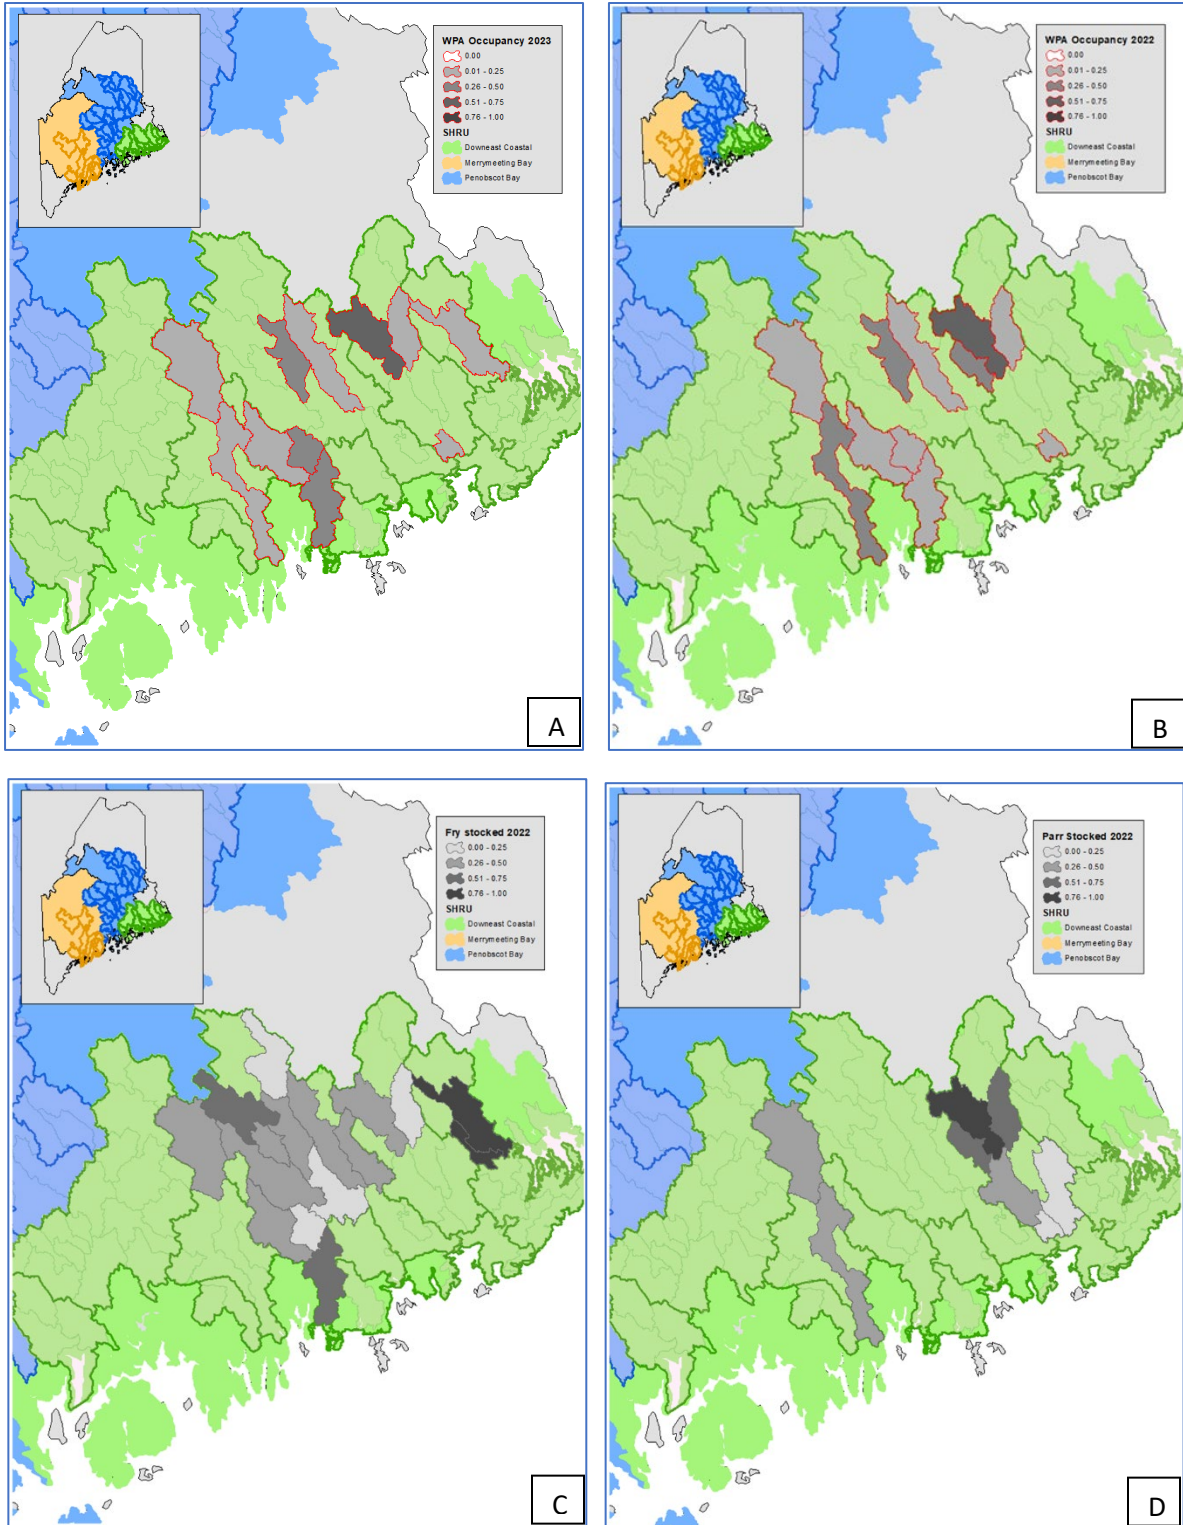 WPA Occupancy 2023
0.00
0.01 - 0.25
0.26 - 0.50
0.51 - 0.75
0.76 - 1.00
SHRU
Downeast Coastal
Merrymeeting Bay
Penobscot Bay
A
WPA Occupancy 2022
0.00
0.01 - 0.25
0.26 - 0.50
0.51 - 0.75
0.76 - 1.00
SHRU
Downeast Coastal
Merrymeeting Bay
Penobscot Bay
B
Fry stocked 2022
0.00 - 0.25
0.26 - 0.50
0.51 - 0.75
0.76 - 1.00
SHRU
Downeast Coastal
Merrymeeting Bay
Penobscot Bay
C
Parr Stocked 2022
0.00 - 0.25
0.26 - 0.50
0.51 - 0.75
0.76 - 1.00
SHRU
Downeast Coastal
Merrymeeting Bay
Penobscot Bay
D